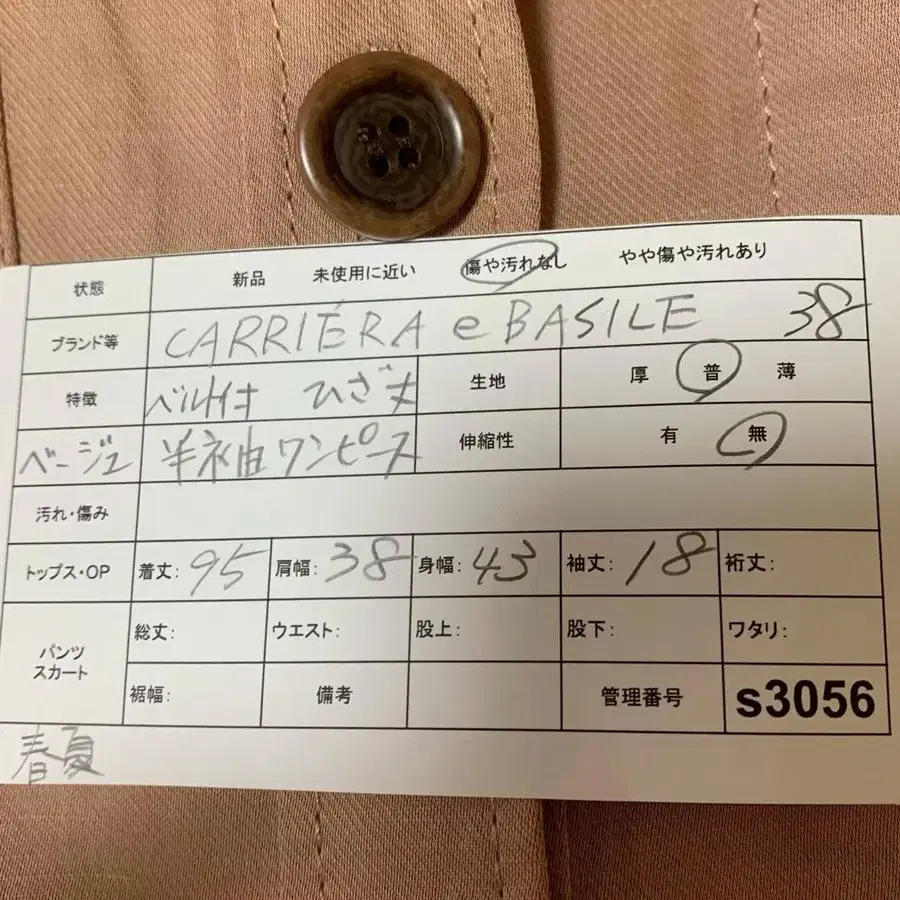 状態 新品 未使用に近い 傷や汚れなし やや傷や汚れあり
ブランド等 CARRIÉRA e BASILE 38
特徴 ベルト付 ひざ丈 生地 厚 普 薄
ベージュ 半袖ワンピース 伸縮性 有 無
汚れ・傷み
トップス・OP 着丈: 95 肩幅: 38 身幅: 43 袖丈: 18 裄丈:
パンツ スカート
総丈: ウエスト: 股上: 股下: ワタリ:
裾幅: 備考 管理番号 s3056
春夏